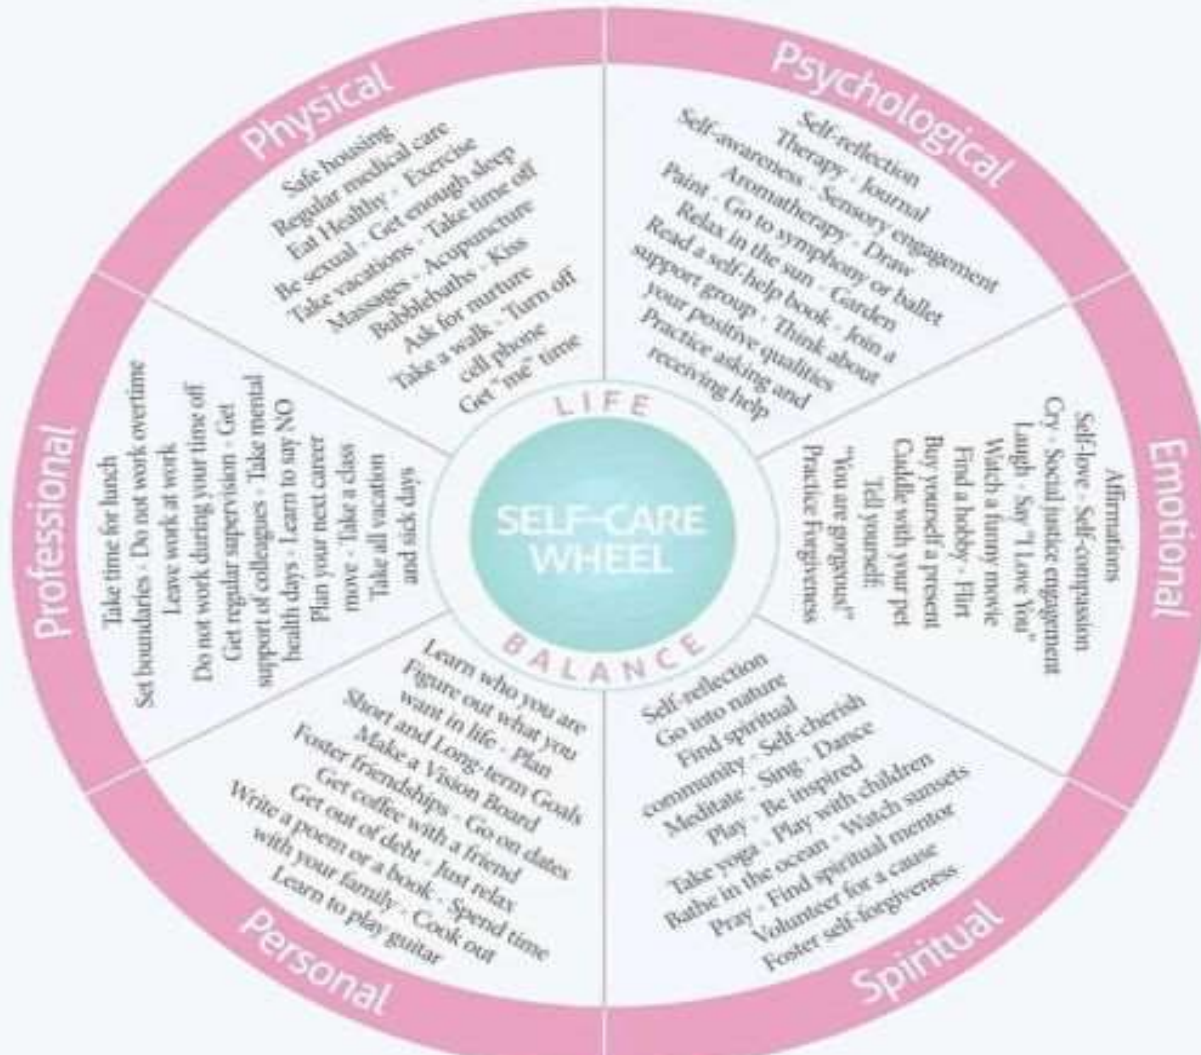 Physical
Safe housing
Regular medical care
Eat Healthy - Exercise
Be sexual - Get enough sleep
Take vacations - Take time off
Massages - Acupuncture
Bubblebaths - Kiss
Ask for nurture
Take a walk - Turn off
cell phone
Get "me" time
Psychological
Self-reflection
Therapy - Journal
Self-awareness - Sensory engagement
Aromatherapy - Draw
Paint - Go to symphony or ballet
Relax in the sun - Garden
Read a self-help book - Join a
support group - Think about
your positive qualities
Practice asking and
receiving help
Emotional
Affirmations
Self-love - Self-compassion
Cry - Social justice engagement
Laugh - Say "I Love You"
Watch a funny movie
Find a hobby - Flirt
Buy yourself a present
Cuddle with your pet
Tell yourself:
"You are gorgeous!"
Practice Forgiveness
Spiritual
Self-reflection
Go into nature
Find spiritual
community - Self-cherish
Meditate - Sing - Dance
Play - Be inspired
Take yoga - Play with children
Bathe in the ocean - Watch sunsets
Pray - Find spiritual mentor
Volunteer for a cause
Foster self-forgiveness
Personal
Learn who you are
Figure out what you
want in life - Plan
Short and Long-term Goals
Make a Vision Board
Foster friendships - Go on dates
Get coffee with a friend
Get out of debt - Just relax
Write a poem or a book - Spend time
with your family - Cook out
Learn to play guitar
Professional
Take time for lunch
Set boundaries - Do not work overtime
Leave work at work
Do not work during your time off
Get regular supervision - Get
support of colleagues - Take mental
health days - Learn to say NO
Plan your next career
move - Take a class
Take all vacation
and sick days
LIFE
SELF-CARE
WHEEL
BALANCE